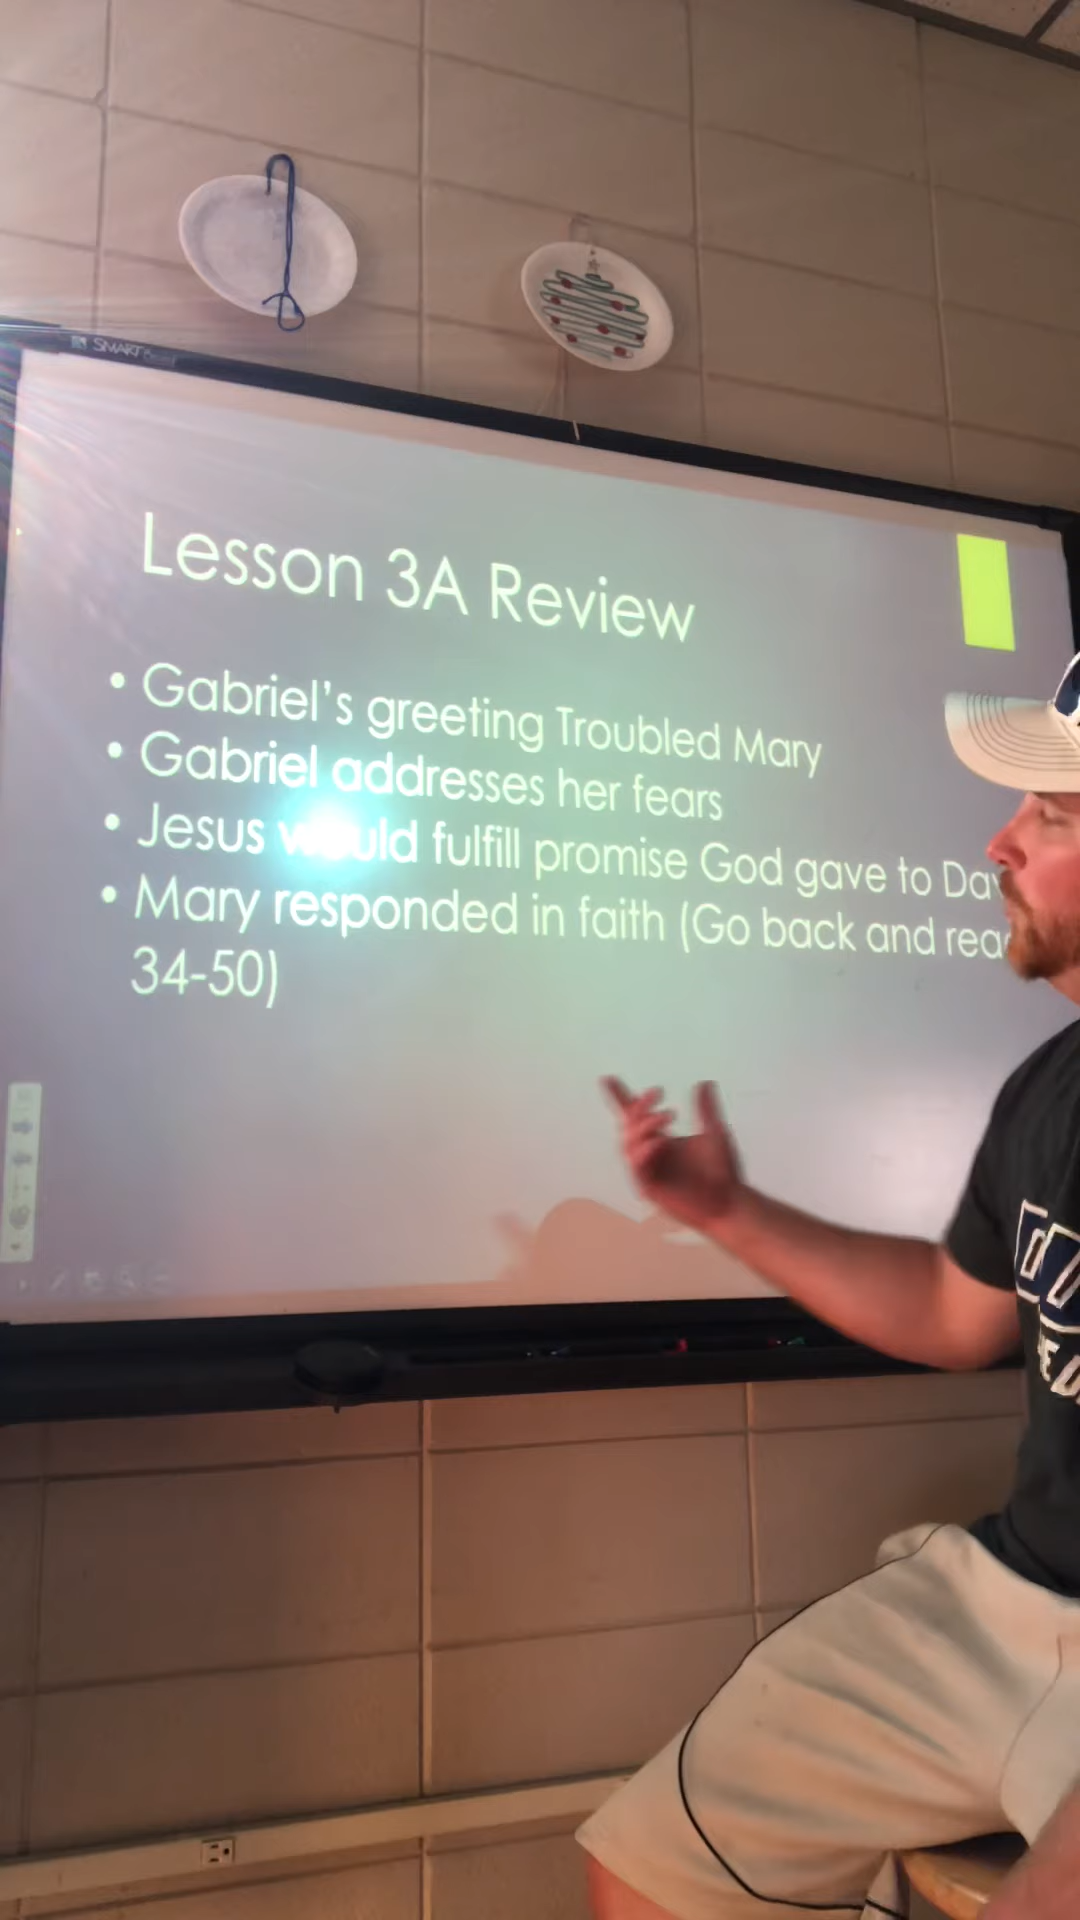 SMART
Lesson 3A Review
• Gabriel's greeting Troubled Mary
• Gabriel addresses her fears
• Jesus would fulfill promise God gave to
• Mary responded in faith (Go back and
34-50)